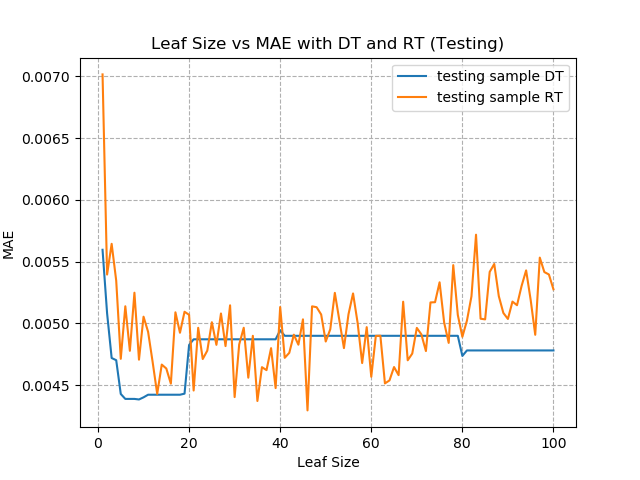 Leaf Size vs MAE with DT and RT (Testing)
testing sample DT
testing sample RT
0.0070
0.0065
0.0060
0.0055
0.0050
0.0045
MAE
0
20
40
60
80
100
Leaf Size